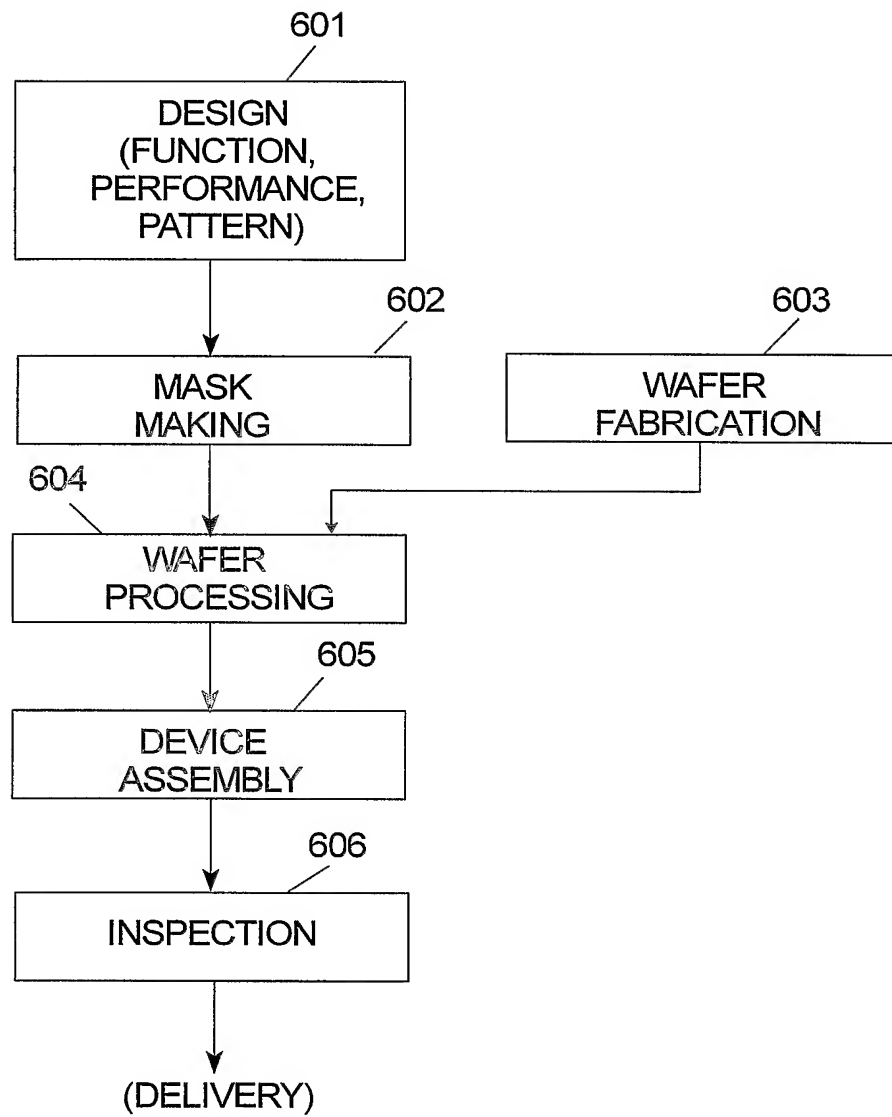 601
DESIGN
(FUNCTION,
PERFORMANCE,
PATTERN)
602
MASK
MAKING
603
WAFER
FABRICATION
604
WAFER
PROCESSING
605
DEVICE
ASSEMBLY
606
INSPECTION
(DELIVERY)